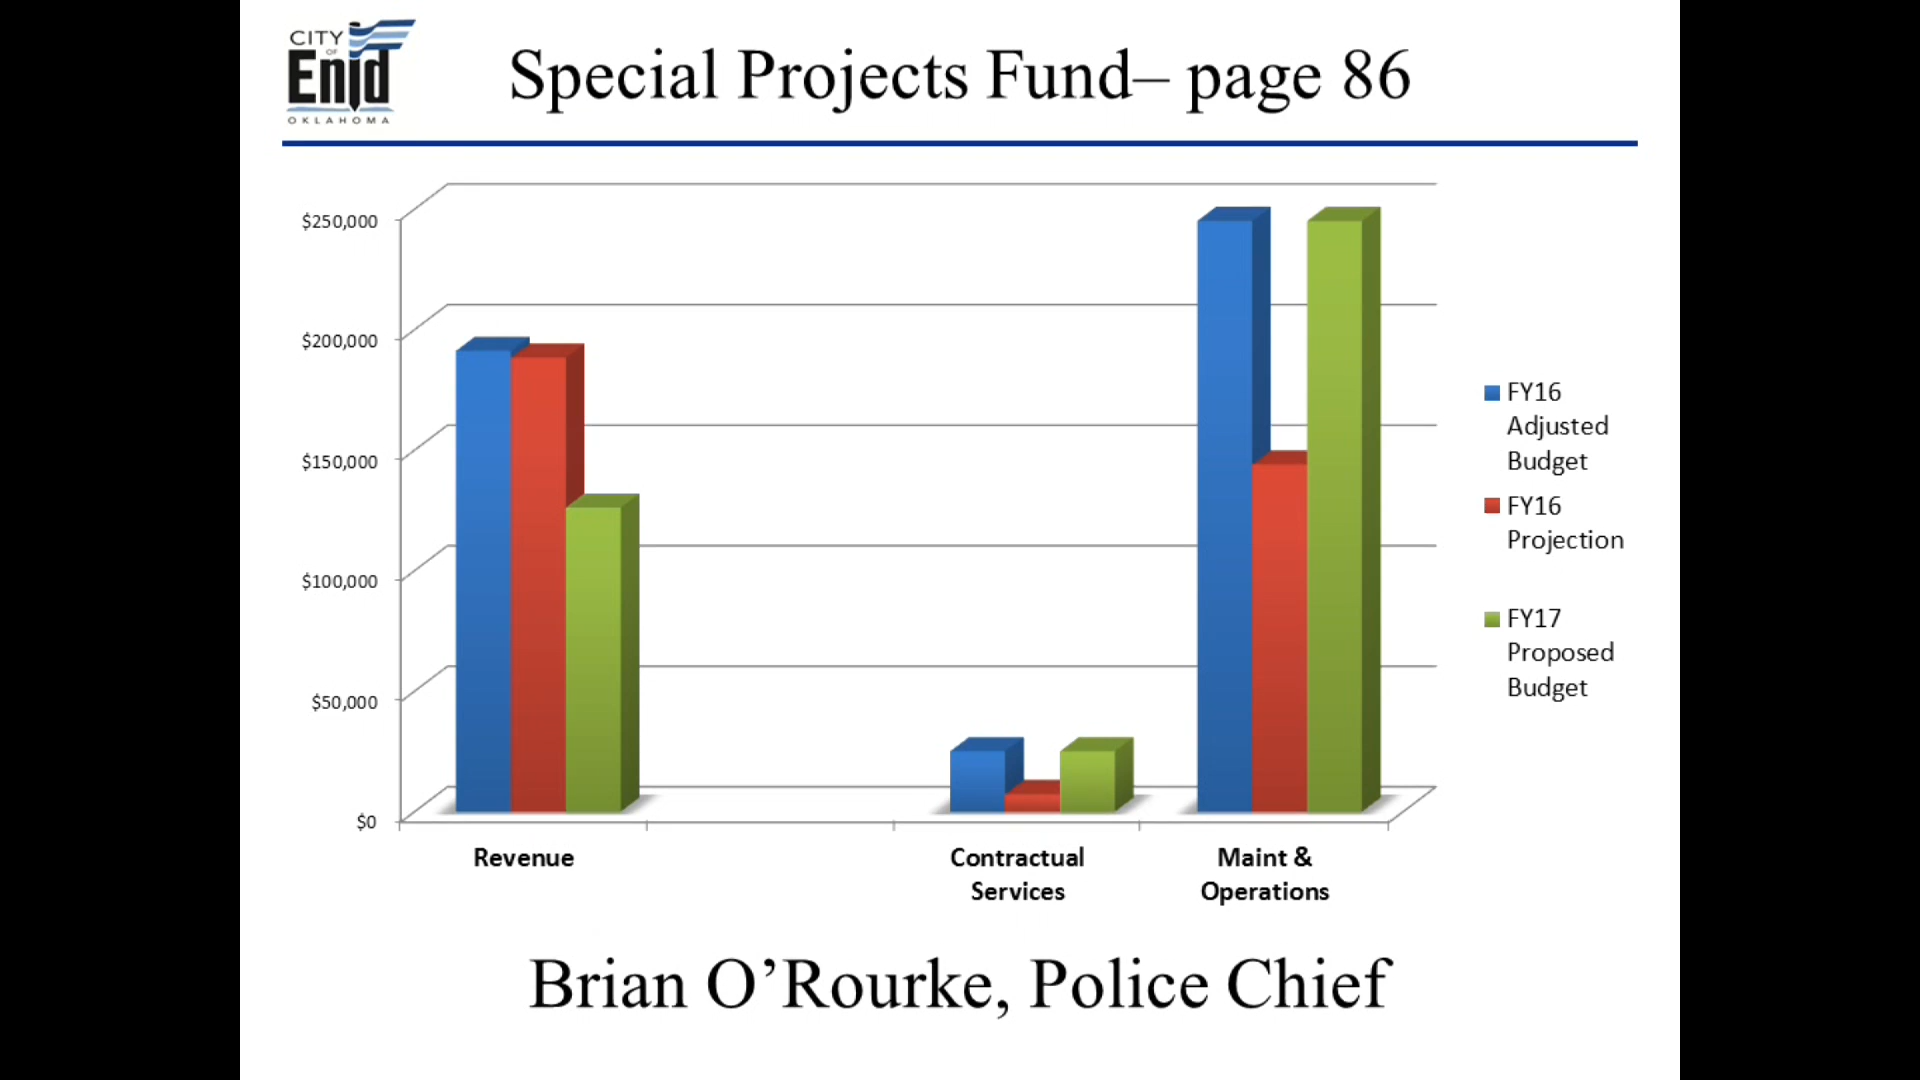 CITY
OF
Enid
OKLAHOMA
Special Projects Fund– page 86
$250,000
$200,000
$150,000
$100,000
$50,000
$0
Revenue
Contractual
Services
Maint &
Operations
FY16
Adjusted
Budget
FY16
Projection
FY17
Proposed
Budget
Brian O’Rourke, Police Chief